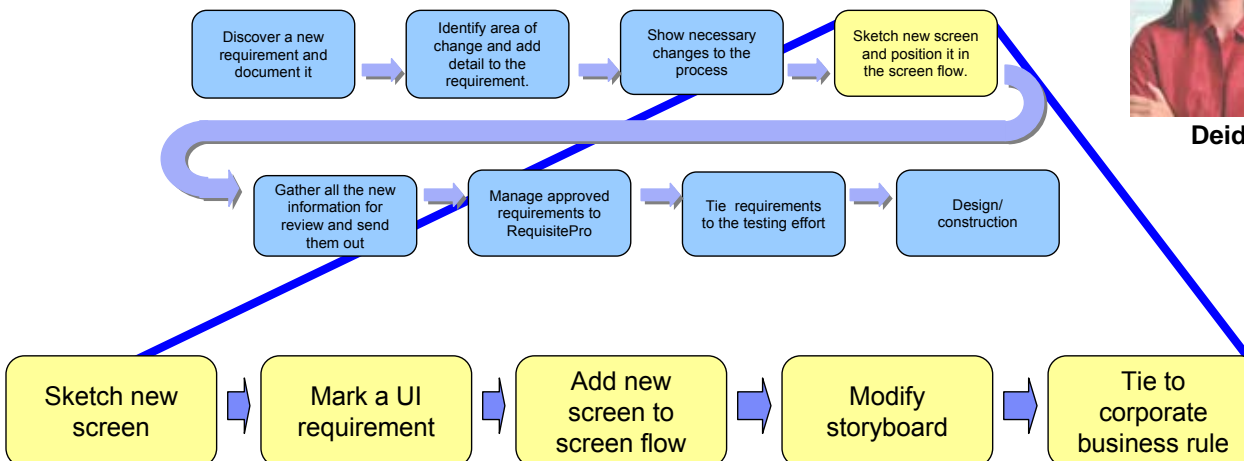 Discover a new
requirement and
document it
Identify area of
change and add
detail to the
requirement.
Show necessary
changes to the
process
Sketch new screen
and position it in
the screen flow.
Deid
Gather all the new
information for
review and send
them out
Manage approved
requirements to
RequisitePro
Tie requirements
to the testing effort
Design/
construction
Sketch new
screen
Mark a UI
requirement
Add new
screen to
screen flow
Modify
storyboard
Tie to
corporate
business rule